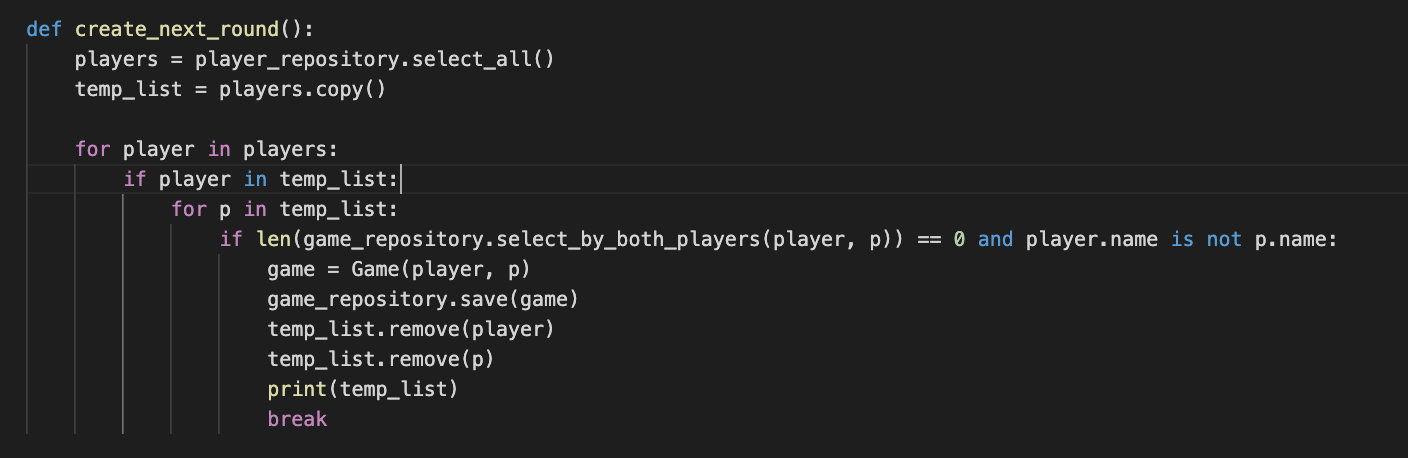 def create_next_round():
    players = player_repository.select_all()
    temp_list = players.copy()

    for player in players:
        if player in temp_list:
            for p in temp_list:
                if len(game_repository.select_by_both_players(player, p)) == 0 and player.name is not p.name:
                    game = Game(player, p)
                    game_repository.save(game)
                    temp_list.remove(player)
                    temp_list.remove(p)
                    print(temp_list)
                    break